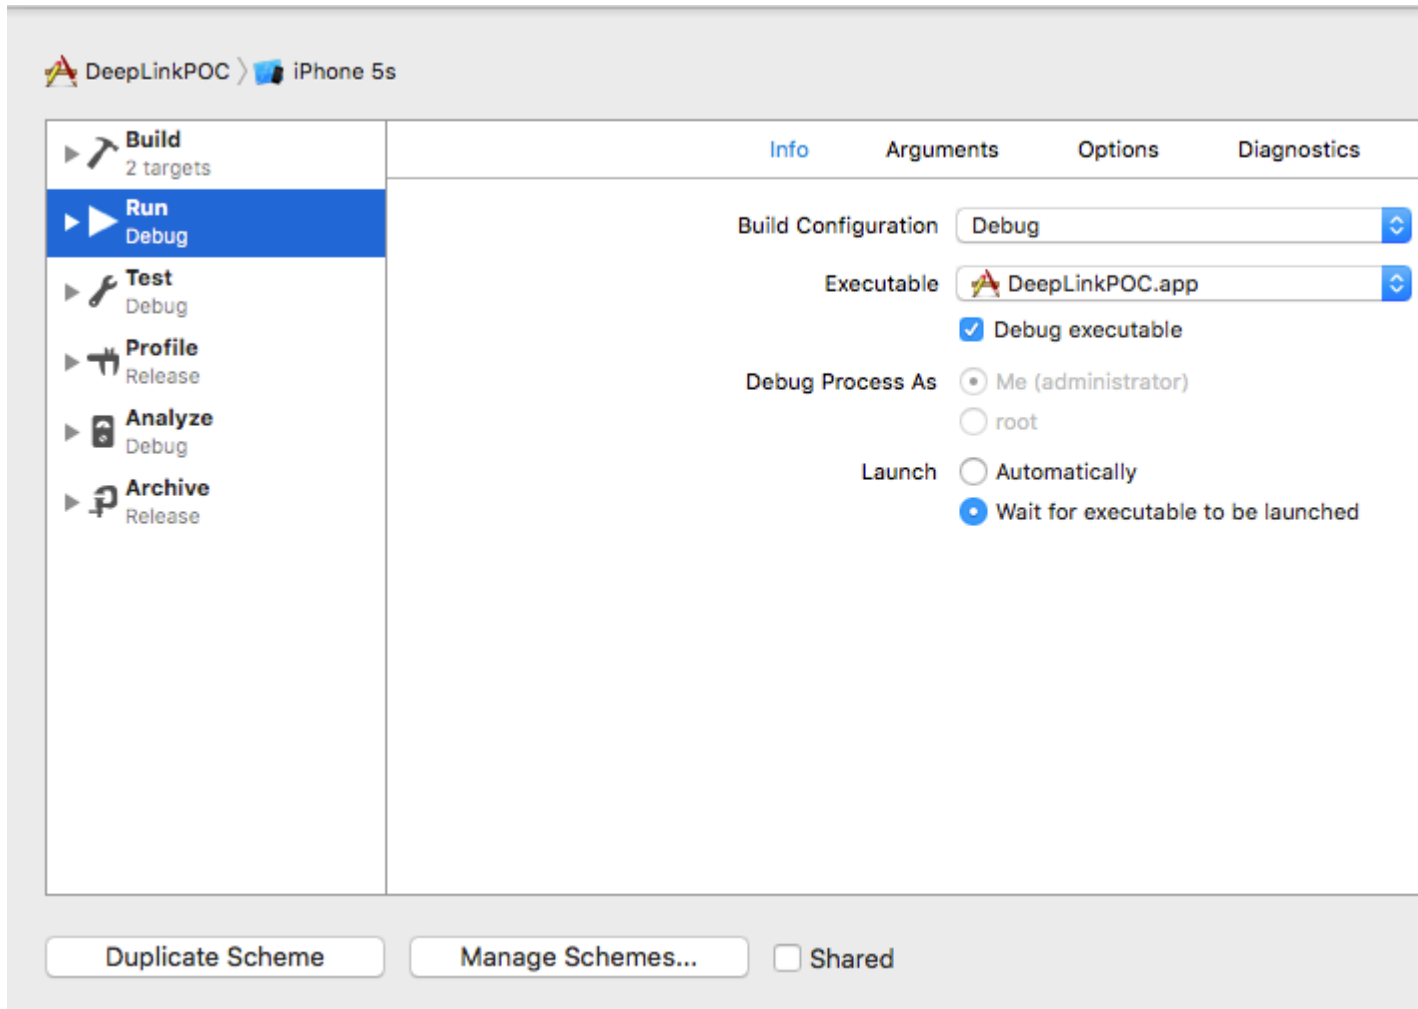 DeepLinkPOC iPhone 5s
Build
2 targets
Run
Debug
Test
Debug
Profile
Release
Analyze
Debug
Archive
Release
Info Arguments Options Diagnostics
Build Configuration Debug
Executable DeepLinkPOC.app
Debug executable
Debug Process As Me (administrator)
root
Launch Automatically
Wait for executable to be launched
Duplicate Scheme Manage Schemes... Shared